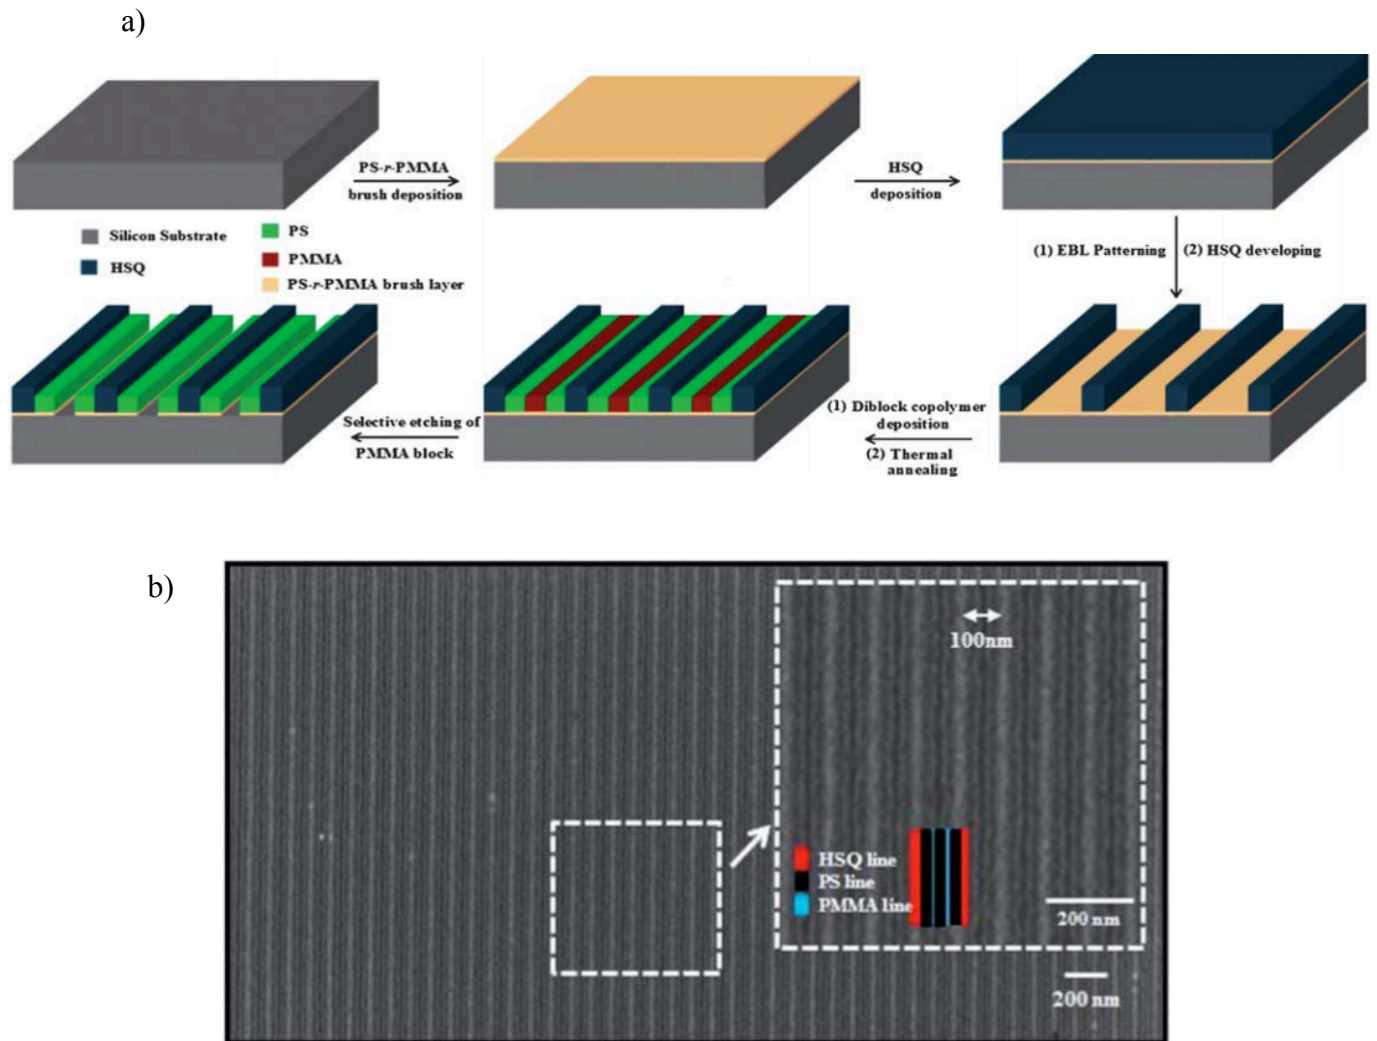 a)
PS-r-PMMA
brush deposition
HSQ
deposition
Silicon Substrate
HSQ
PS
PMMA
PS-r-PMMA brush layer
(1) EBL Patterning
(2) HSQ developing
(1) Diblock copolymer
deposition
(2) Thermal
annealing
Selective etching of
PMMA block
b)
100nm
HSQ line
PS line
PMMA line
200 nm
200 nm